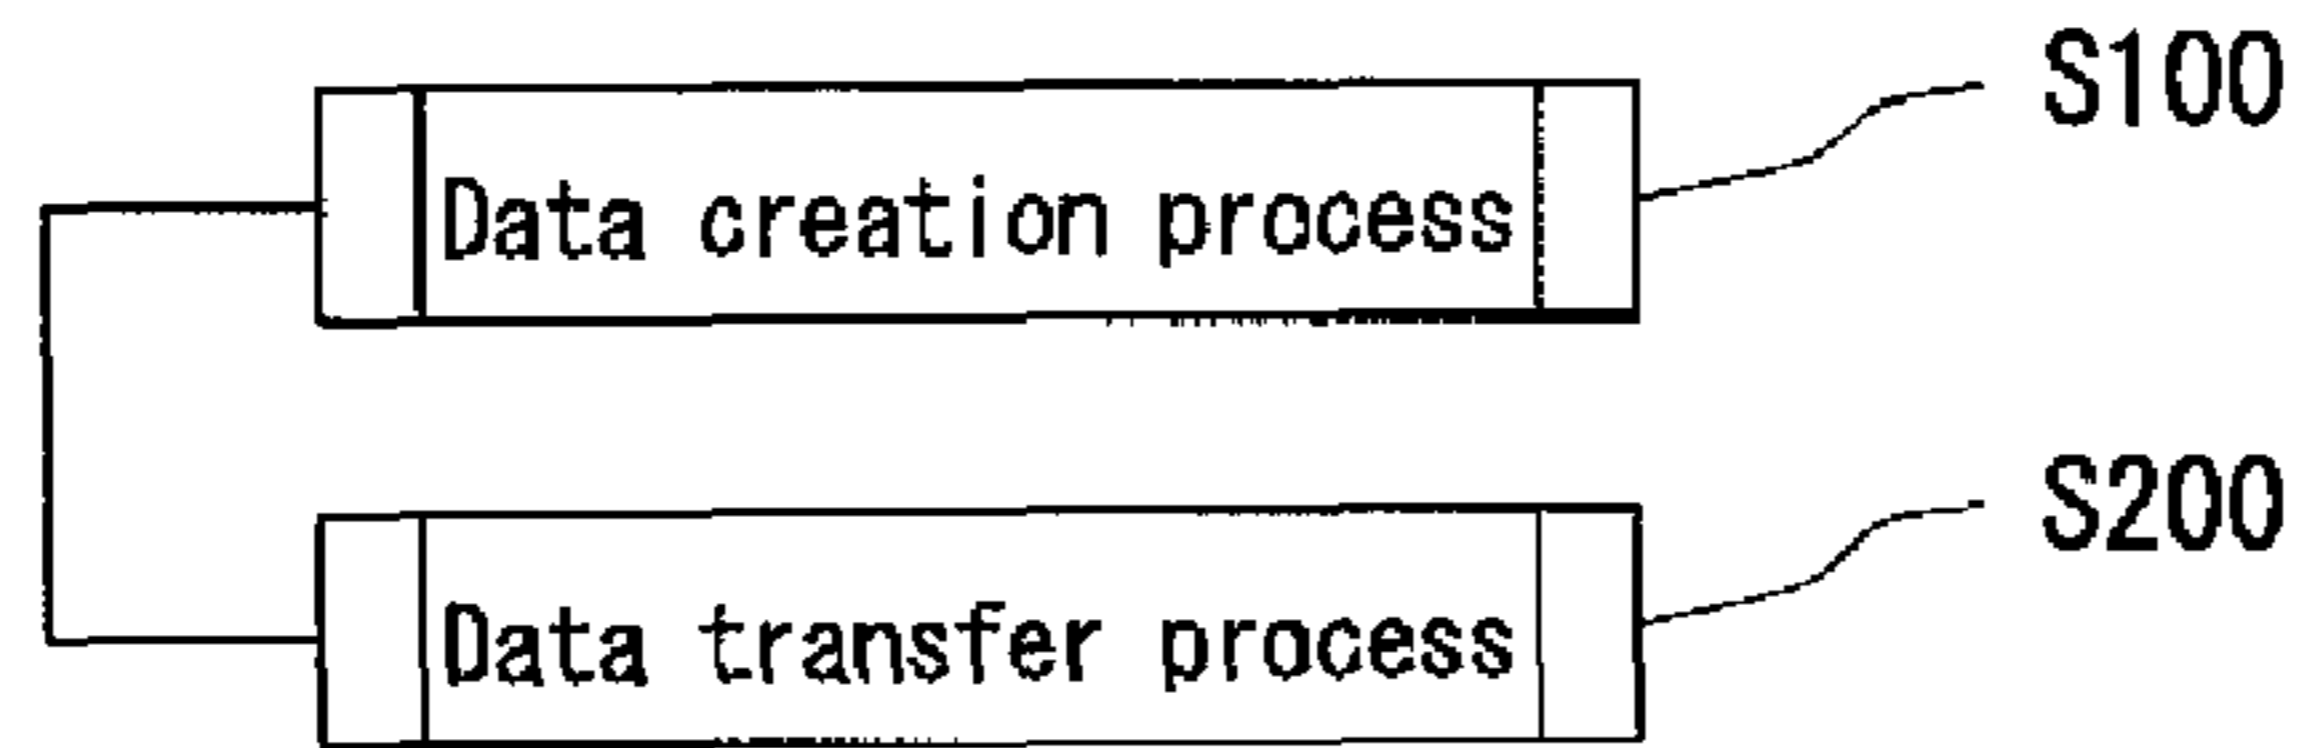 S100
Data creation process
S200
Data transfer process